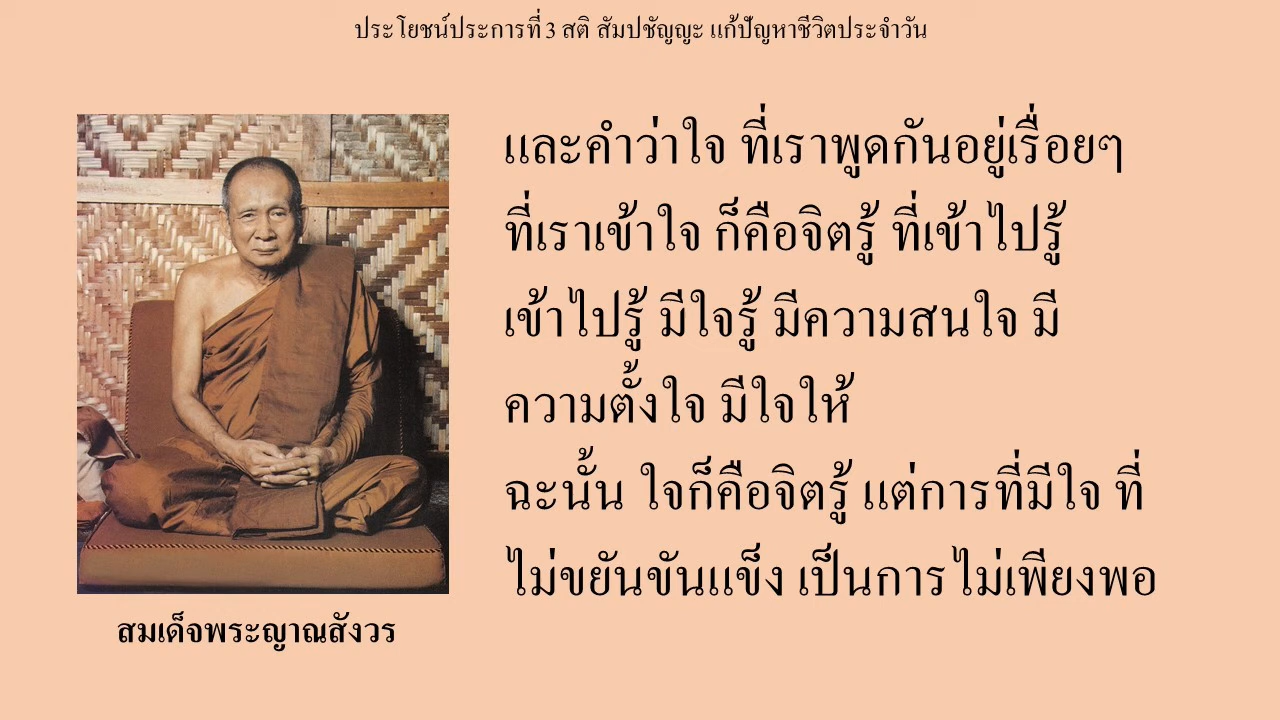 ประโยชน์ประการที่ 3 สติ สัมปชัญญะ แก้ปัญหาชีวิตประจำวัน
และคำว่าใจ ที่เราพูดกันอยู่เรื่อยๆ
ที่เราเข้าใจ ก็คือจิตรู้ ที่เข้าไปรู้
เข้าไปรู้ มีใจรู้ มีความสนใจ มี
ความตั้งใจ มีใจให้
ฉะนั้น ใจก็คือจิตรู้ แต่การที่มีใจ ที่
ไม่ขยันขันแข็ง เป็นการไม่เพียงพอ
สมเด็จพระญาณสังวร